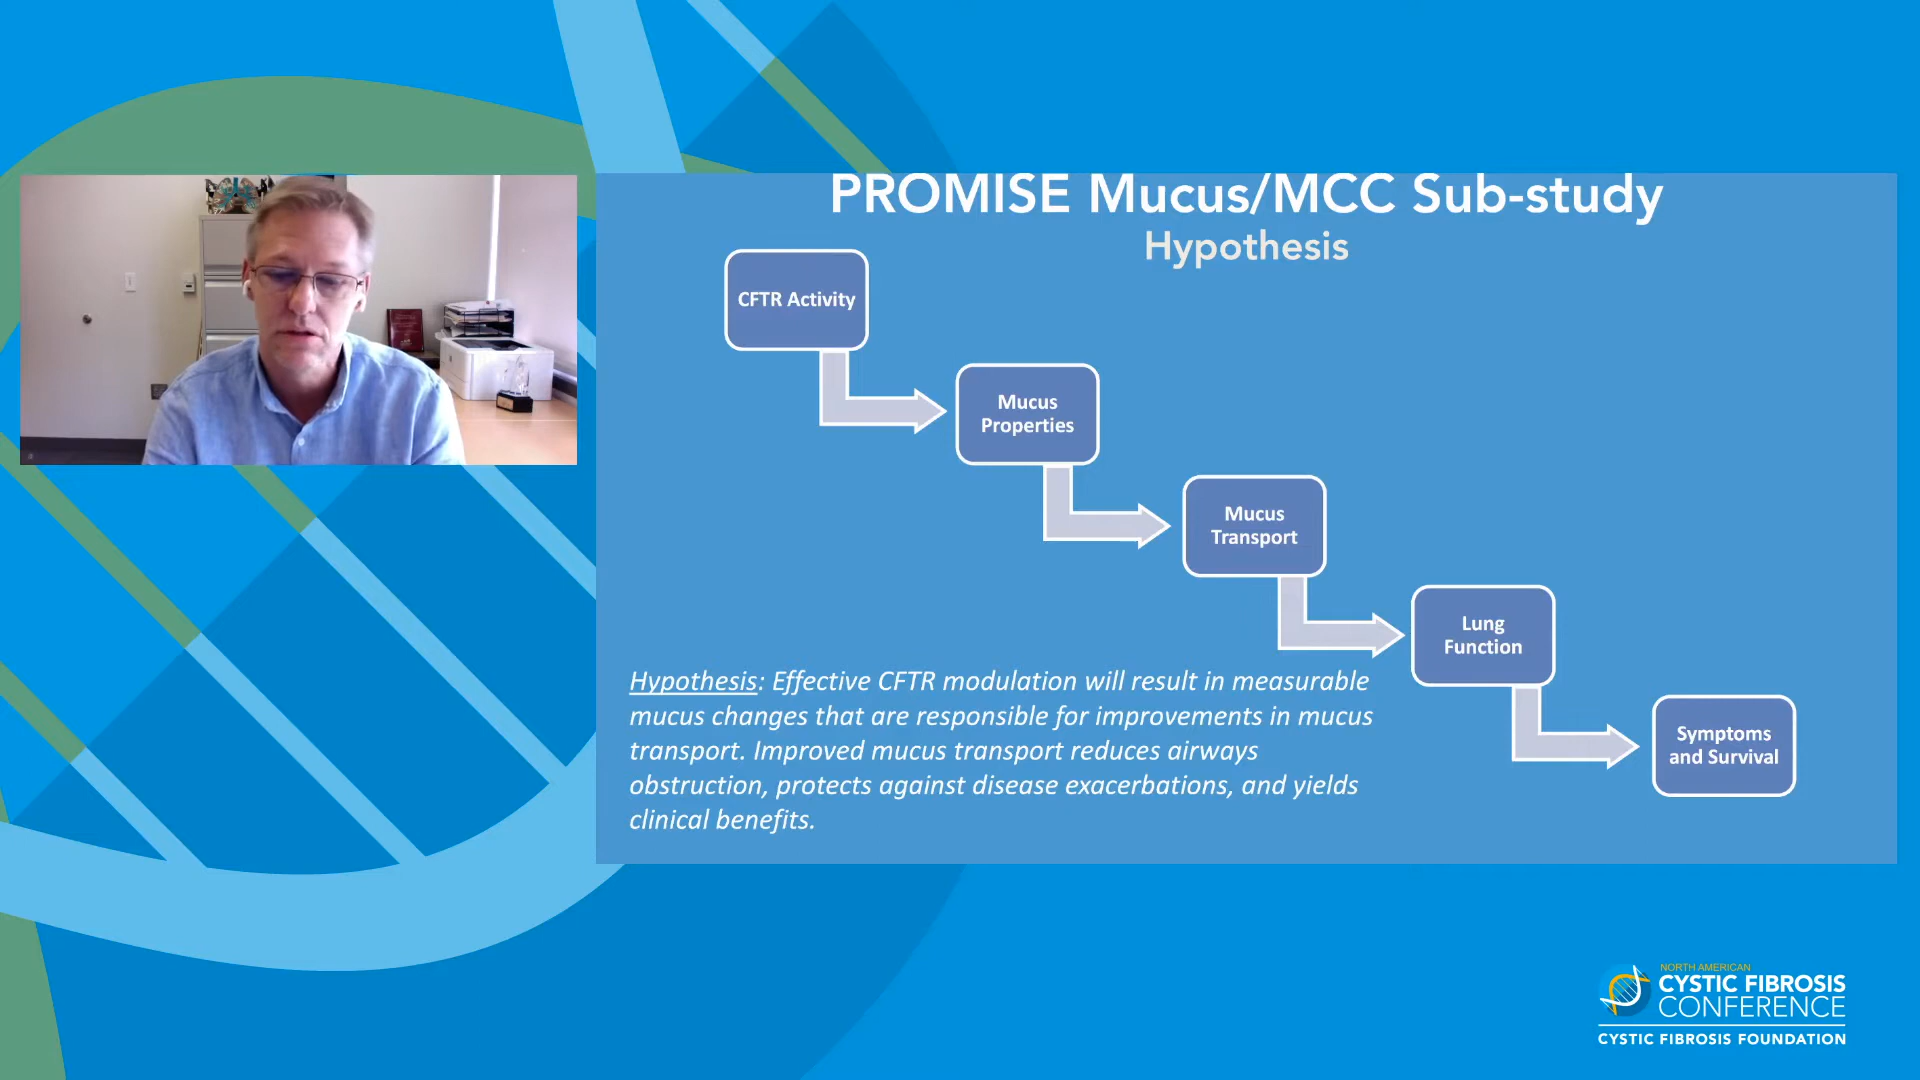 PROMISE Mucus/MCC Sub-study
Hypothesis
CFTR Activity
Mucus
Properties
Mucus
Transport
Lung
Function
Symptoms
and Survival
Hypothesis: Effective CFTR modulation will result in measurable
mucus changes that are responsible for improvements in mucus
transport. Improved mucus transport reduces airways
obstruction, protects against disease exacerbations, and yields
clinical benefits.
NORTH AMERICAN
CYSTIC FIBROSIS
CONFERENCE
CYSTIC FIBROSIS FOUNDATION